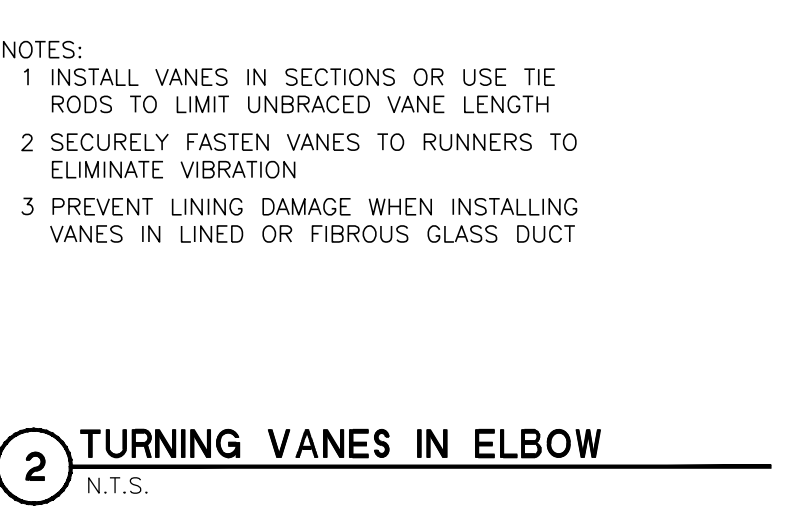 NOTES:
1 INSTALL VANES IN SECTIONS OR USE TIE
RODS TO LIMIT UNBRACED VANE LENGTH
2 SECURELY FASTEN VANES TO RUNNERS TO
ELIMINATE VIBRATION
3 PREVENT LINING DAMAGE WHEN INSTALLING
VANES IN LINED OR FIBROUS GLASS DUCT
2 TURNING VANES IN ELBOW
N.T.S.